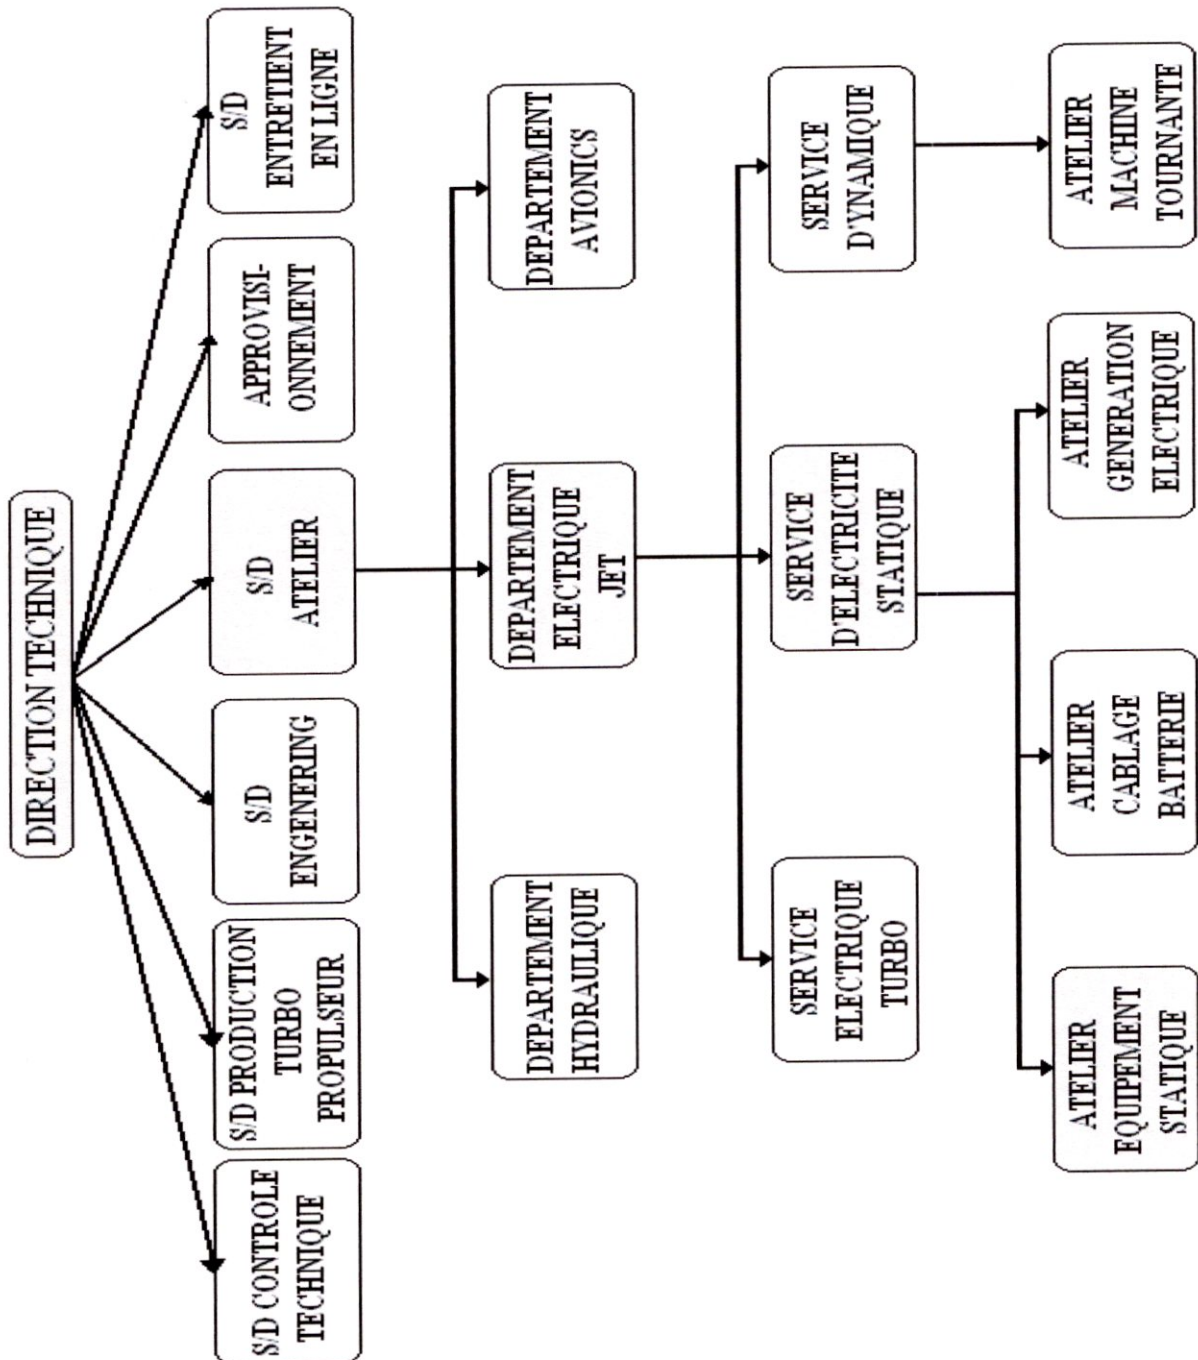 DIRECTION TECHNIQUE
S/D CONTROLE
TECHNIQUE
S/D PRODUCTION
TURBO
PROPULSEUR
S/D
ENGENERING
S/D
ATELIER
APPROVISI-
ONNEMENT
S/D
ENTRETIENT
EN LIGNE
DEPARTEMENT
HYDRAULIQUE
DEPARTEMENT
ELECTRIQUE
JET
DEPARTEMENT
AVIONICS
SERVICE
ELECTRIQUE
TURBO
SERVICE
D'ELECTRICITE
STATIQUE
SERVICE
D'YNAMIQUE
ATELIER
EQUIPEMENT
STATIQUE
ATELIER
CABLAGE
BATTERIE
ATELIER
GENERATION
ELECTRIQUE
ATELIER
MACHINE
TOURNANTE